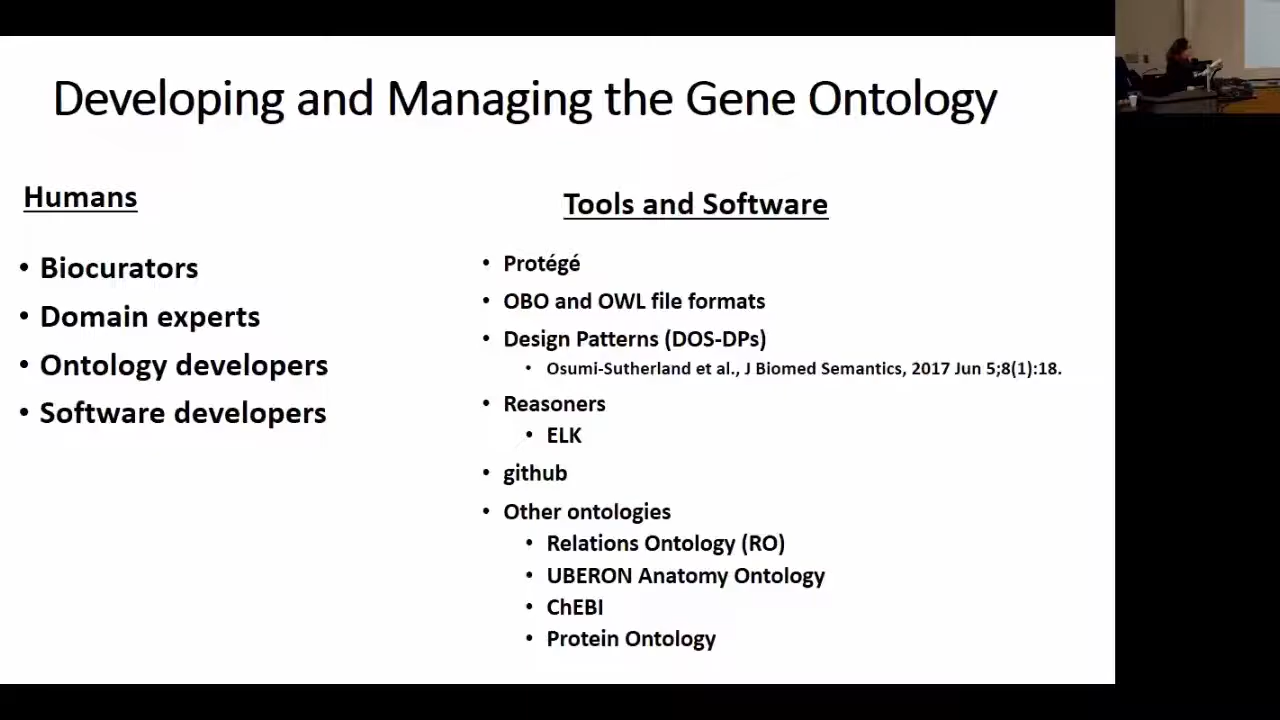 Developing and Managing the Gene Ontology
Humans
• Biocurators
• Domain experts
• Ontology developers
• Software developers
Tools and Software
• Protégé
• OBO and OWL file formats
• Design Patterns (DOS-DPs)
• Osumi-Sutherland et al., J Biomed Semantics, 2017 Jun 5;8(1):18.
• Reasoners
• ELK
• github
• Other ontologies
• Relations Ontology (RO)
• UBERON Anatomy Ontology
• ChEBI
• Protein Ontology